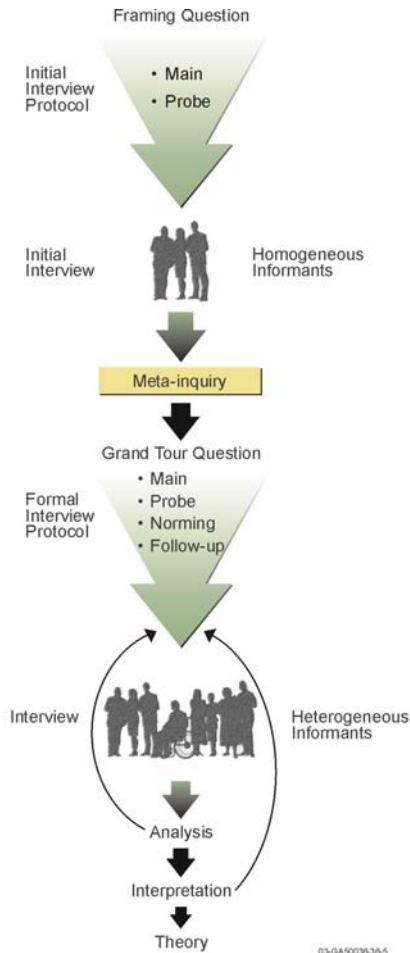 Framing Question
Initial
Interview
Protocol
• Main
• Probe
Initial
Interview
Homogeneous
Informants
Meta-inquiry
Grand Tour Question
Formal
Interview
Protocol
• Main
• Probe
• Norming
• Follow-up
Interview
Heterogeneous
Informants
Analysis
Interpretation
Theory